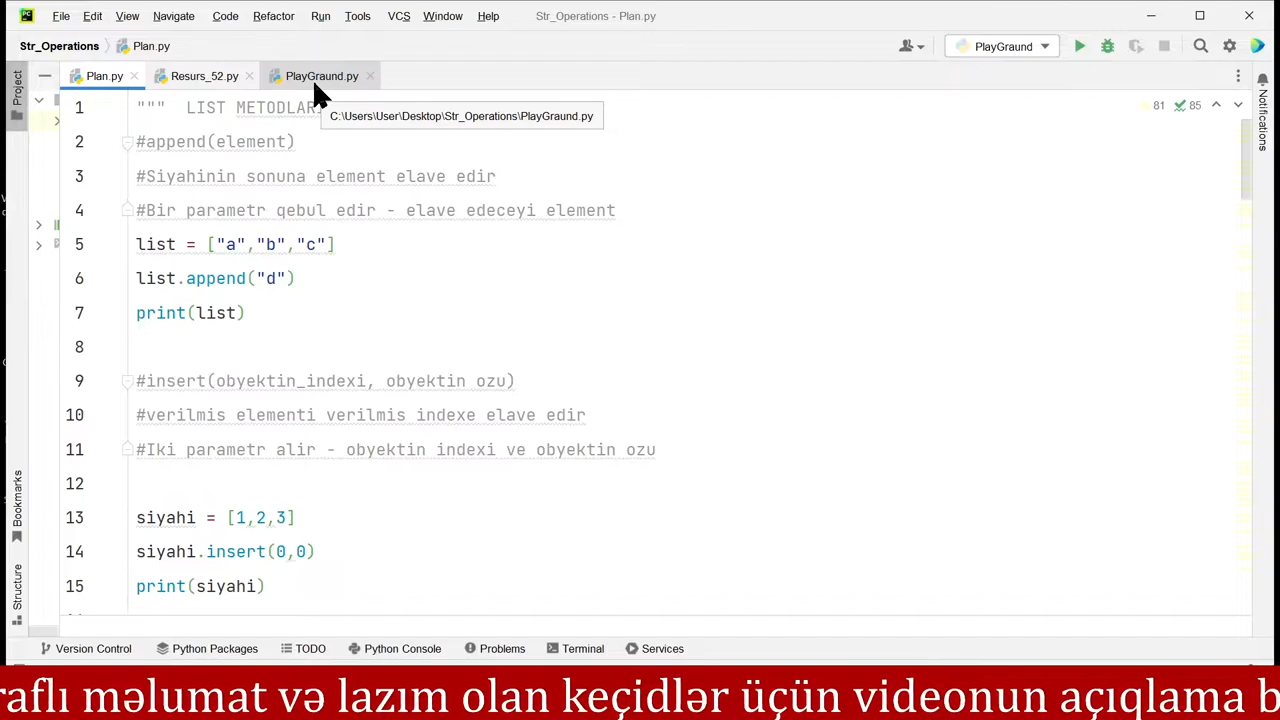 File Edit View Navigate Code Refactor Run Tools VCS Window Help Str_Operations - Plan.py
Str_Operations Plan.py PlayGraund
Project
Plan.py Resurs_52.py PlayGraund.py
C:\Users\User\Desktop\Str_Operations\PlayGraund.py
81 85
Notifications
1 """ LIST METODLAR
2 #append(element)
3 #Siyahinin sonuna element elave edir
4 #Bir parametr qebul edir - elave edeceyi element
5 list = ["a","b","c"]
6 list.append("d")
7 print(list)
8
9 #insert(obyektin_indexi, obyektin ozu)
10 #verilmis elementi verilmis indexe elave edir
11 #Iki parametr alir - obyektin indexi ve obyektin ozu
12
13 siyahi = [1,2,3]
14 siyahi.insert(0,0)
15 print(siyahi)
Bookmarks
Structure
Version Control Python Packages TODO Python Console Problems Terminal Services
raflı məlumat və lazım olan keçidlər üçün videonun açıqlama b